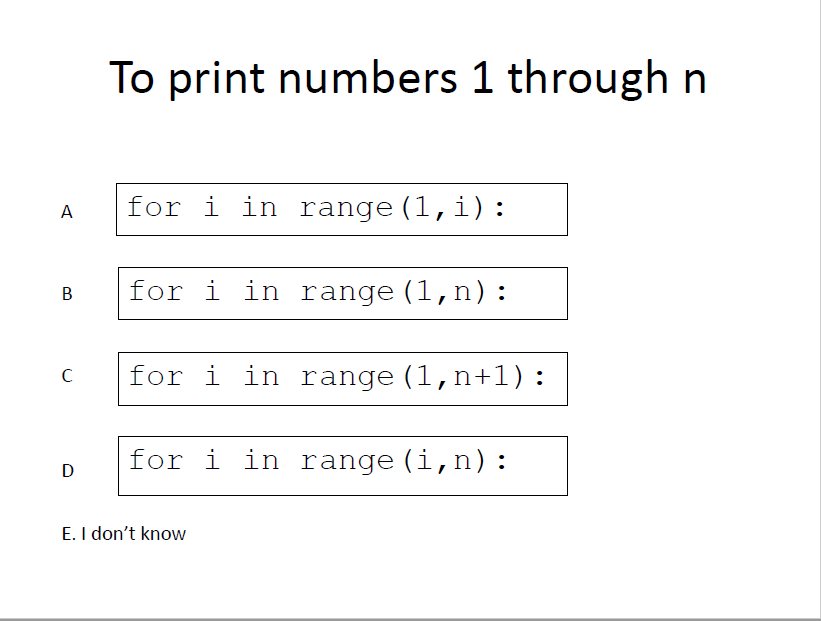 To print numbers 1 through n
A for i in range(1,i):
B for i in range(1,n):
C for i in range(1,n+1):
D for i in range(i,n):
E. I don’t know